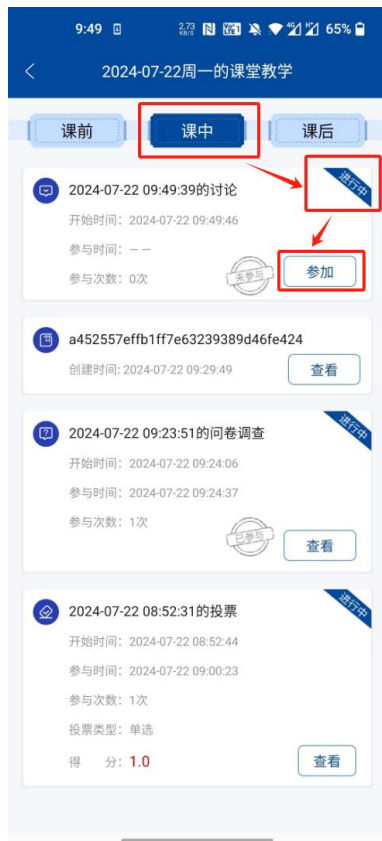 9:49 2.73 KB/S 65%
2024-07-22周一的课堂教学
课前 课中 课后
进行中
2024-07-22 09:49:39的讨论
开始时间：2024-07-22 09:49:46
参与时间：– –
参与次数：0次
未参与
参加
a452557effb1ff7e63239389d46fe424
创建时间: 2024-07-22 09:29:49
查看
进行中
2024-07-22 09:23:51的问卷调查
开始时间：2024-07-22 09:24:06
参与时间：2024-07-22 09:24:37
参与次数：1次
已参与
查看
进行中
2024-07-22 08:52:31的投票
开始时间：2024-07-22 08:52:44
参与时间：2024-07-22 09:00:23
参与次数：1次
投票类型：单选
得 分：1.0
查看